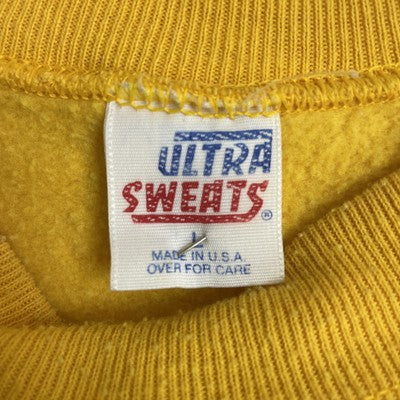 ULTRA
SWEATS®
L
MADE IN U.S.A
OVER FOR CARE